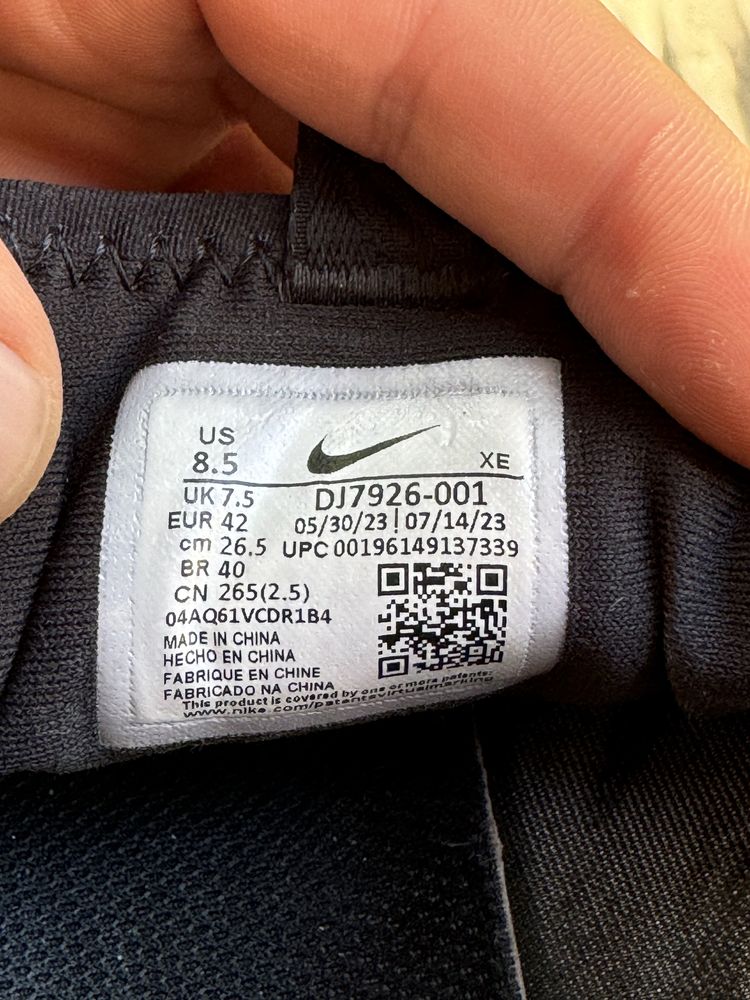 US
8.5
XE
UK 7.5
DJ7926-001
EUR 42
05/30/23 | 07/14/23
cm 26.5
UPC 00196149137339
BR 40
CN 265(2.5)
04AQ61VCDR1B4
MADE IN CHINA
HECHO EN CHINA
FABRIQUE EN CHINE
FABRICADO NA CHINA
This product is covered by one or more patents:
www.nike.com/patentsvirtualmarking